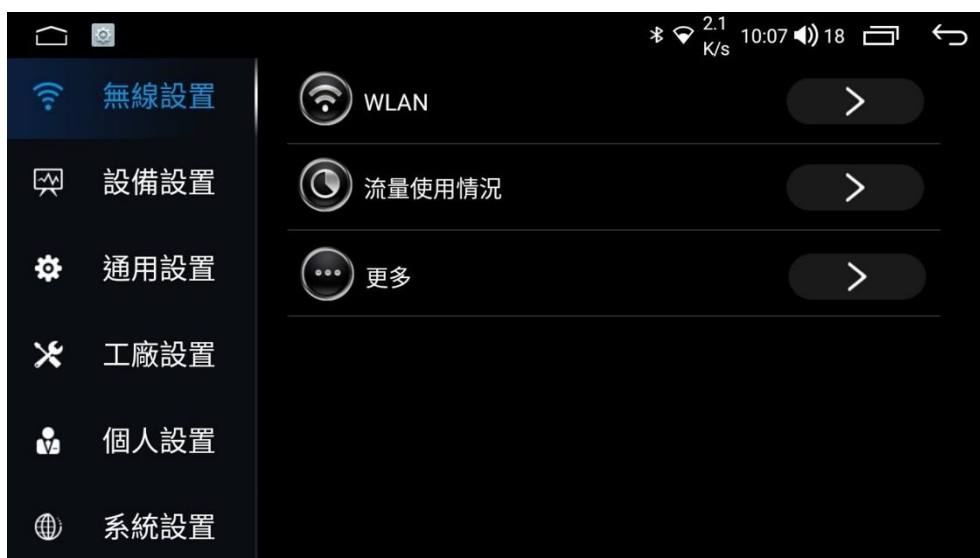 2.1
K/s
10:07
18
無線設置
設備設置
通用設置
工廠設置
個人設置
系統設置
WLAN
流量使用情況
更多